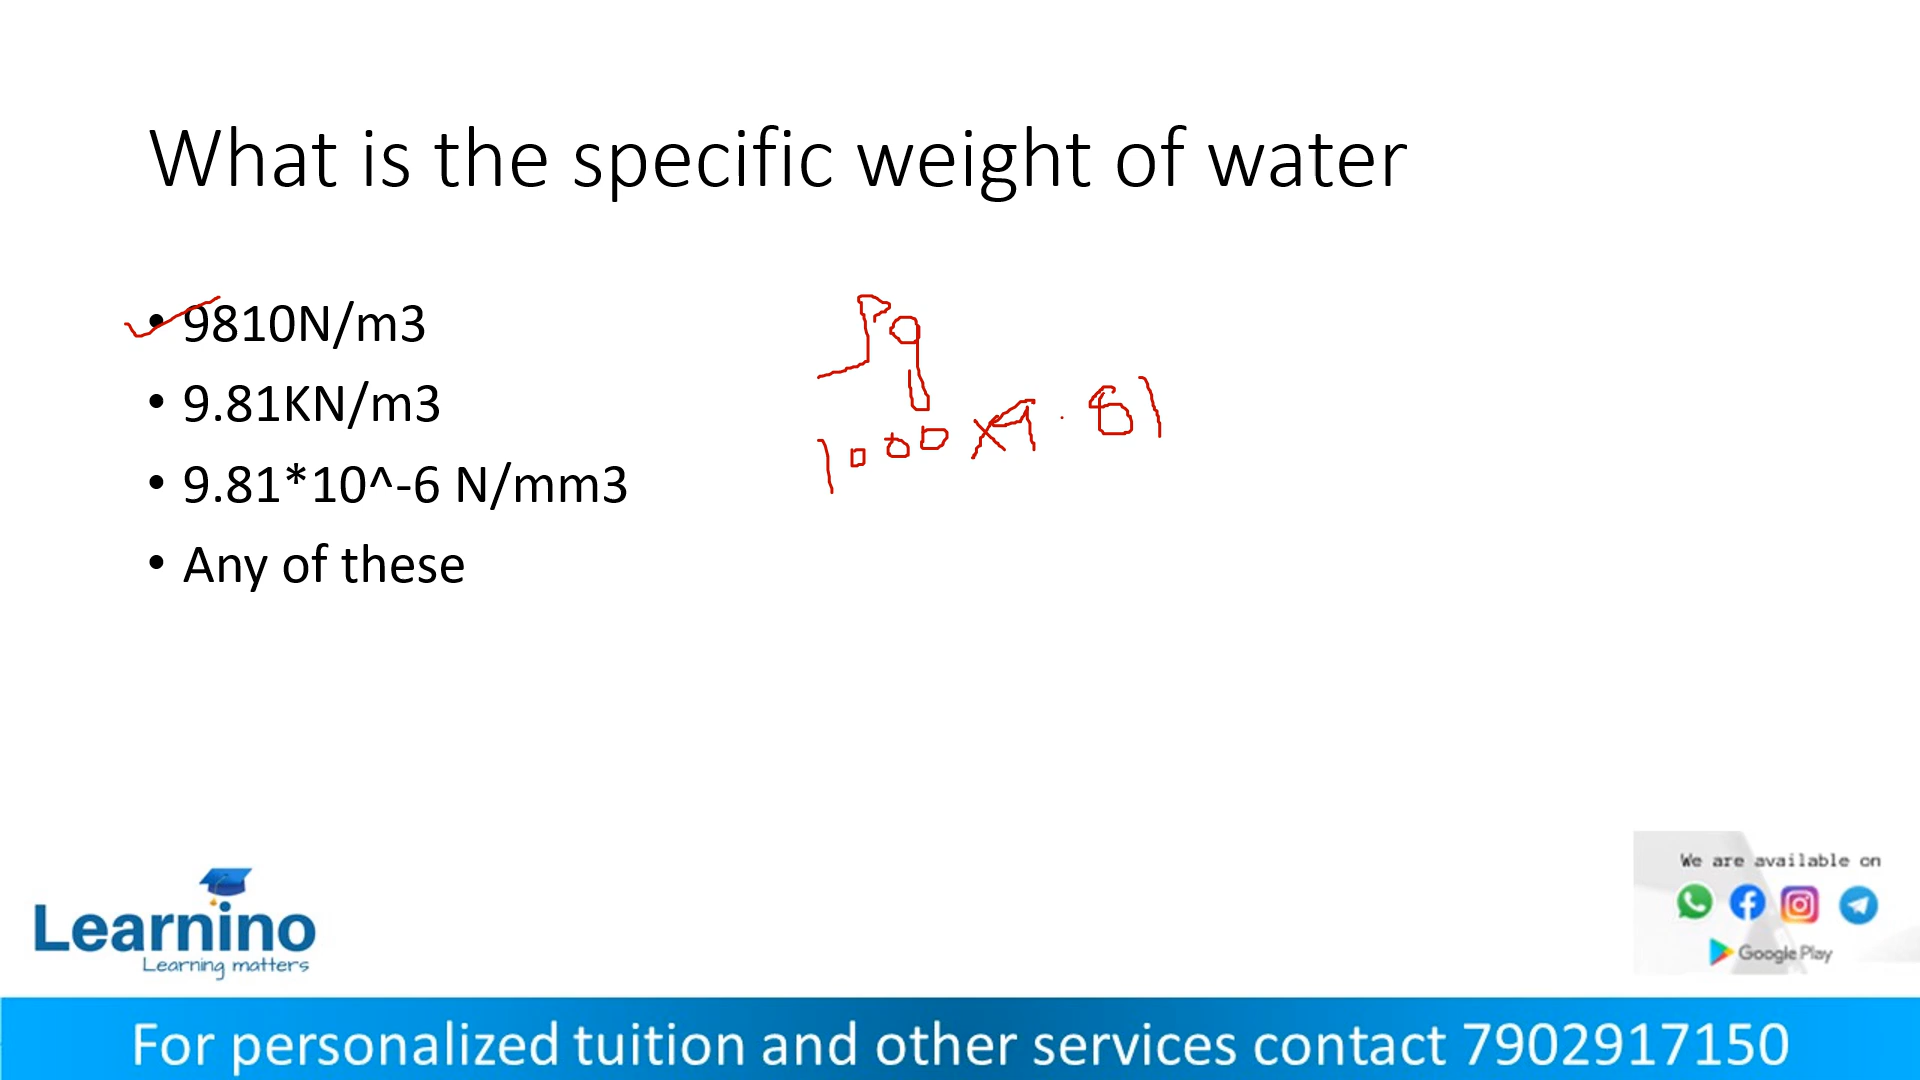 What is the specific weight of water
• 9810N/m3
• 9.81KN/m3
• 9.81*10^-6 N/mm3
• Any of these
ρg
1000 x 9.81
Learnino
Learning matters
We are available on
Google Play
For personalized tuition and other services contact 7902917150